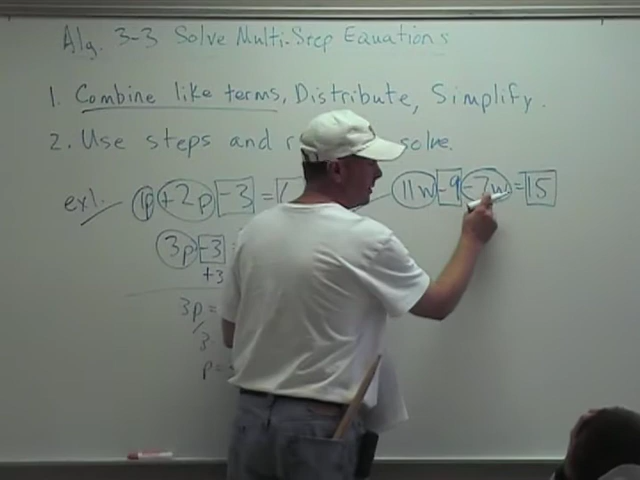 Alg. 3-3 Solve Multi-Step Equations
1. Combine like terms, Distribute, Simplify.
2. Use steps and solve.
ex1. 1p +2p -3 = 11w -9 -7w = 15
3p -3
+3
3p =
3
p =